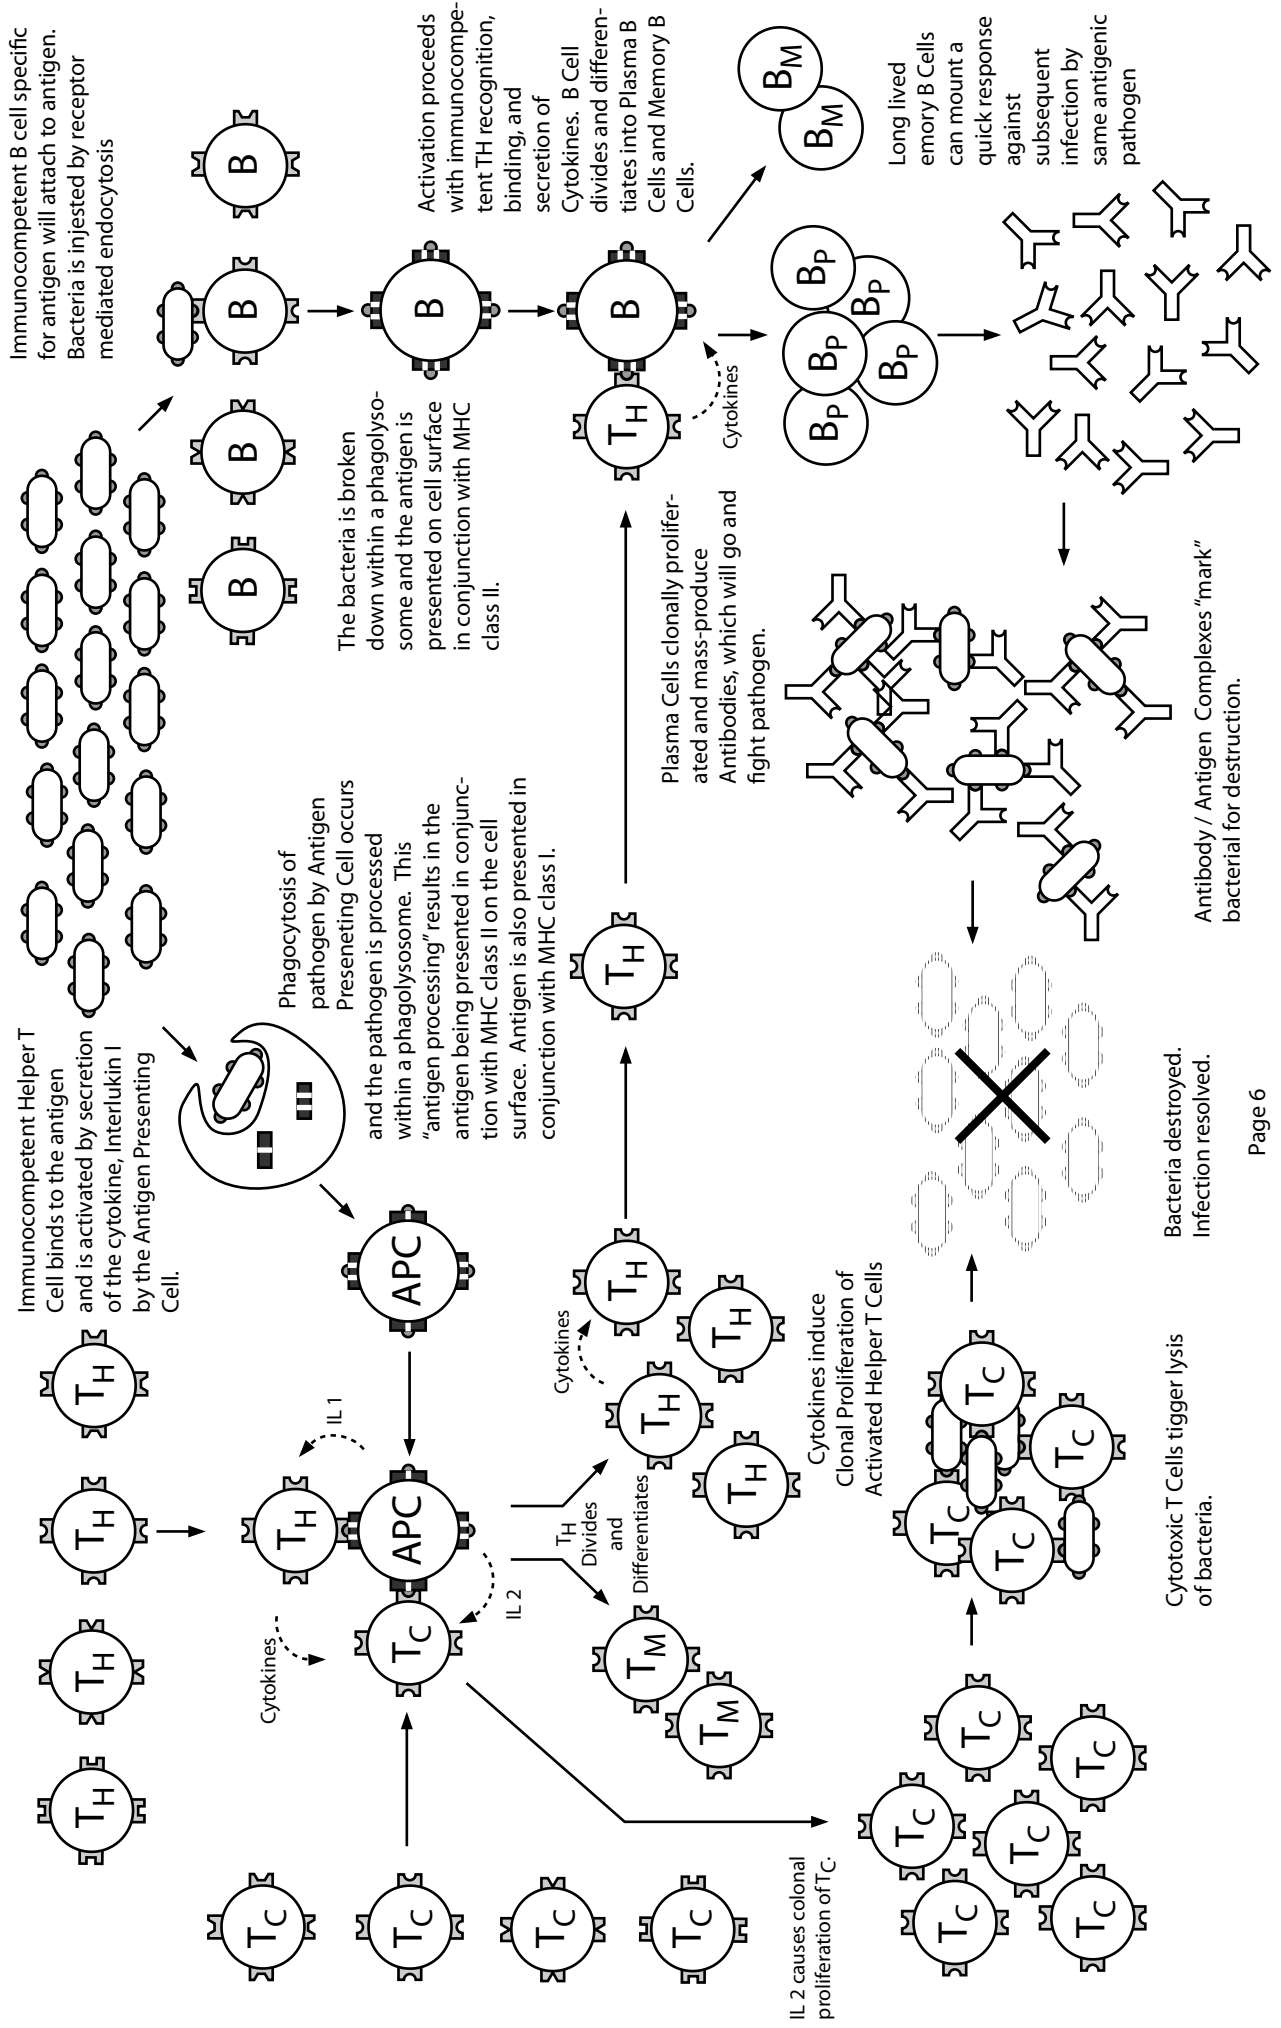 Immunocompetent Helper T
Cell binds to the antigen
and is activated by secretion
of the cytokine, Interlukin I
by the Antigen Presenting
Cell.
Immunocompetent B cell specific
for antigen will attach to antigen.
Bacteria is injested by receptor
mediated endocytosis
TH
TH
TH
TH
B
B
B
B
Phagocytosis of
pathogen by Antigen
Preseneting Cell occurs
and the pathogen is processed
within a phagolysosome. This
"antigen processing" results in the
antigen being presented in conjunc-
tion with MHC class II on the cell
surface. Antigen is also presented in
conjunction with MHC class I.
The bacteria is broken
down within a phagolyso-
some and the antigen is
presented on cell surface
in conjunction with MHC
class II.
B
Activation proceeds
with immunocompe-
tent TH recognition,
binding, and
secretion of
Cytokines. B Cell
divides and differen-
tiates into Plasma B
Cells and Memory B
Cells.
TC
TC
TC
TC
Cytokines
TH
IL 1
TC
APC
APC
IL 2
TH
Divides
and
Differentiates
TM
TM
Cytokines
TH
TH
TH
TH
TH
TH
B
Cytokines
Cytokines induce
Clonal Proliferation of
Activated Helper T Cells
Plasma Cells clonally prolifer-
ated and mass-produce
Antibodies, which will go and
fight pathogen.
BP
BP
BP
BP
BP
BM
BM
Long lived
emory B Cells
can mount a
quick response
against
subsequent
infection by
same antigenic
pathogen
IL 2 causes colonal
proliferation of TC.
TC
TC
TC
TC
TC
TC
TC
TC
TC
TC
Cytotoxic T Cells tigger lysis
of bacteria.
Bacteria destroyed.
Infection resolved.
Antibody / Antigen Complexes "mark"
bacterial for destruction.
Page 6